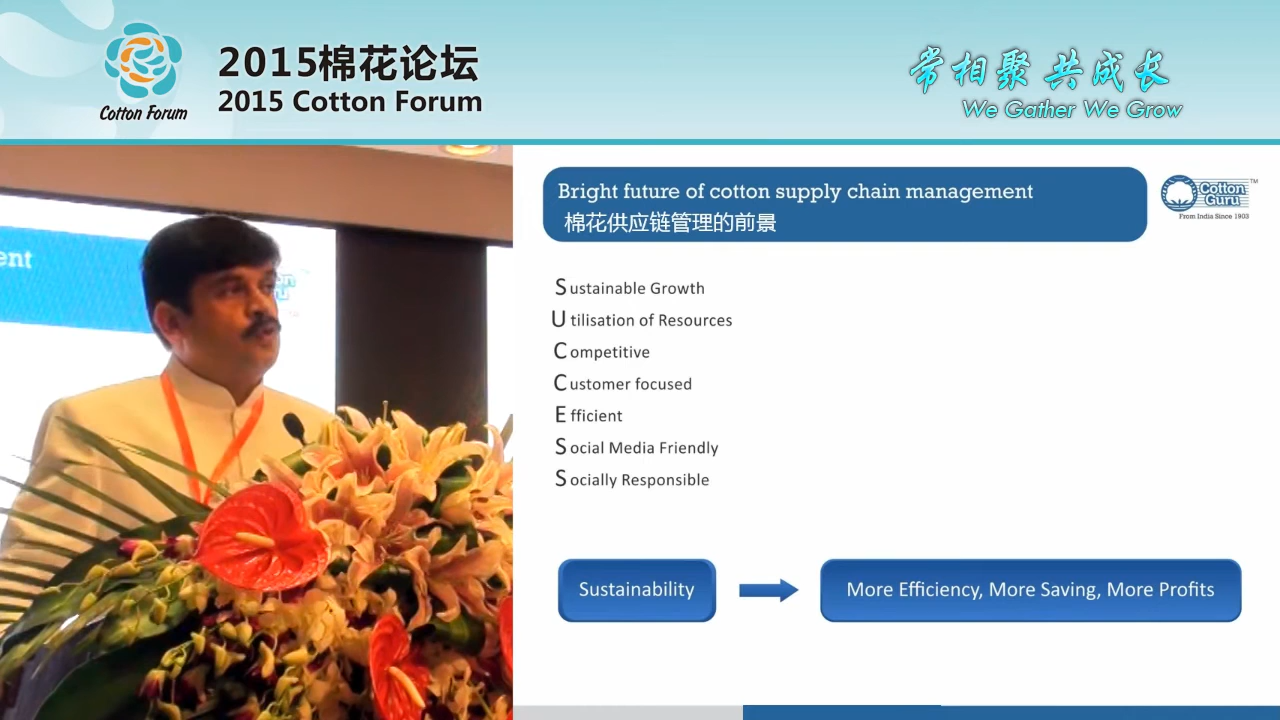 2015棉花论坛
2015 Cotton Forum
Cotton Forum
常相聚 共成长
We Gather We Grow
Bright future of cotton supply chain management
棉花供应链管理的前景
Cotton
Guru
TM
From India Since 1903
ent
Sustainable Growth
Utilisation of Resources
Competitive
Customer focused
Efficient
Social Media Friendly
Socially Responsible
Sustainability
More Efficiency, More Saving, More Profits